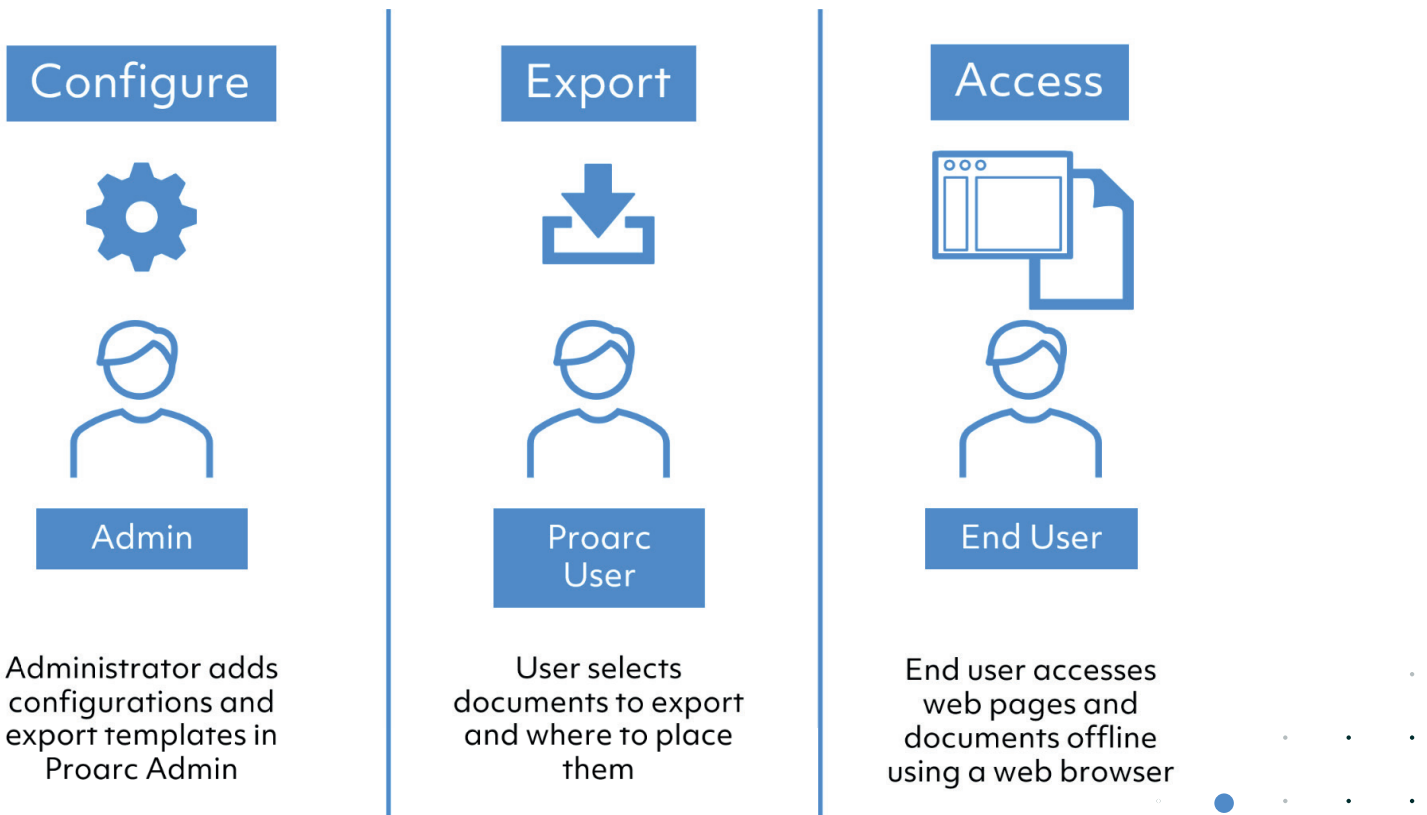 Configure
Admin
Administrator adds
configurations and
export templates in
Proarc Admin
Export
Proarc
User
User selects
documents to export
and where to place
them
Access
End User
End user accesses
web pages and
documents offline
using a web browser